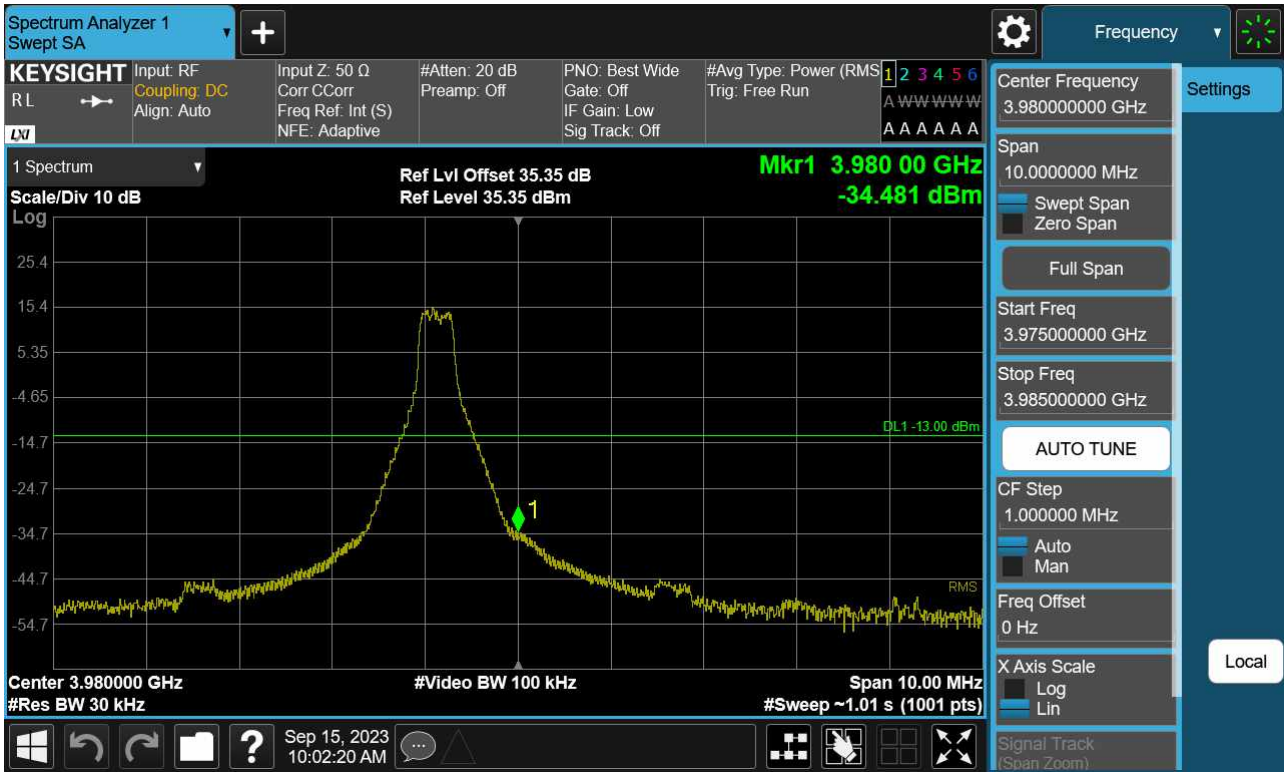 Spectrum Analyzer 1
Swept SA
Frequency
KEYSIGHT
R L
LXI
Input: RF
Coupling: DC
Align: Auto
Input Z: 50 Ω
Corr CCorr
Freq Ref: Int (S)
NFE: Adaptive
#Atten: 20 dB
Preamp: Off
PNO: Best Wide
Gate: Off
IF Gain: Low
Sig Track: Off
#Avg Type: Power (RMS
Trig: Free Run
1 2 3 4 5 6
A W W W W W
A A A A A A
1 Spectrum
Scale/Div 10 dB
Log
Ref Lvl Offset 35.35 dB
Ref Level 35.35 dBm
Mkr1 3.980 00 GHz
-34.481 dBm
25.4
15.4
5.35
-4.65
-14.7
-24.7
-34.7
-44.7
-54.7
DL1 -13.00 dBm
1
RMS
Center 3.980000 GHz
#Res BW 30 kHz
#Video BW 100 kHz
Span 10.00 MHz
#Sweep ~1.01 s (1001 pts)
Center Frequency
3.980000000 GHz
Span
10.0000000 MHz
Swept Span
Zero Span
Full Span
Start Freq
3.975000000 GHz
Stop Freq
3.985000000 GHz
AUTO TUNE
CF Step
1.000000 MHz
Auto
Man
Freq Offset
0 Hz
X Axis Scale
Log
Lin
Signal Track
(Span Zoom)
Settings
Local
?
Sep 15, 2023
10:02:20 AM